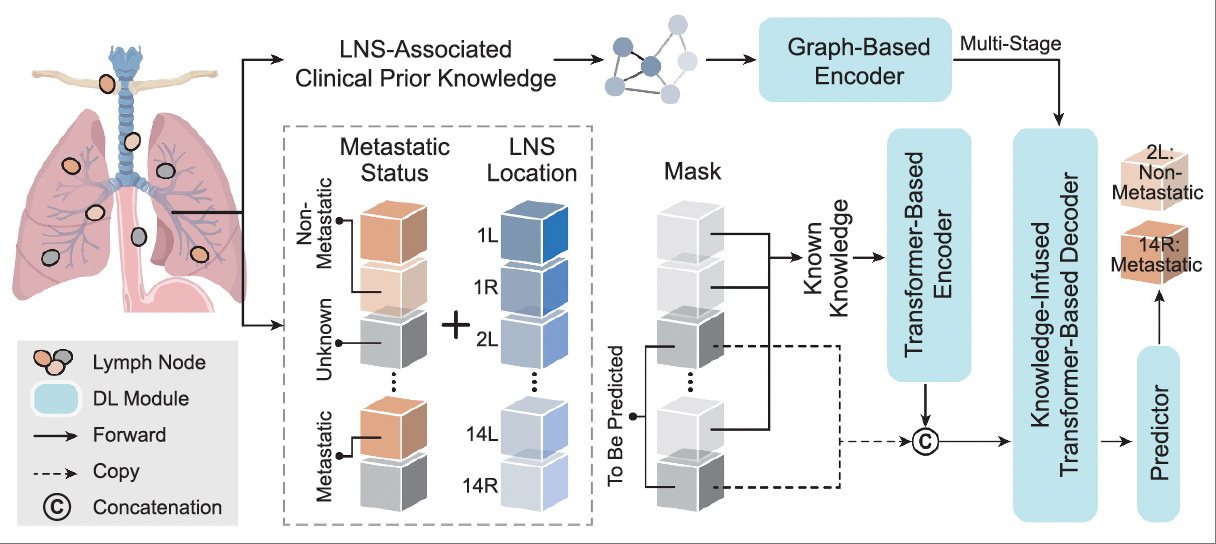 LNS-Associated
Clinical Prior Knowledge
Graph-Based
Encoder
Multi-Stage
Metastatic
Status
LNS
Location
Non-
Metastatic
Unknown
Metastatic
1L
1R
2L
14L
14R
+
Mask
To Be Predicted
Known
Knowledge
Transformer-Based
Encoder
C
Knowledge-Infused
Transformer-Based Decoder
Predictor
2L:
Non-
Metastatic
14R:
Metastatic
Lymph Node
DL Module
Forward
Copy
C
Concatenation